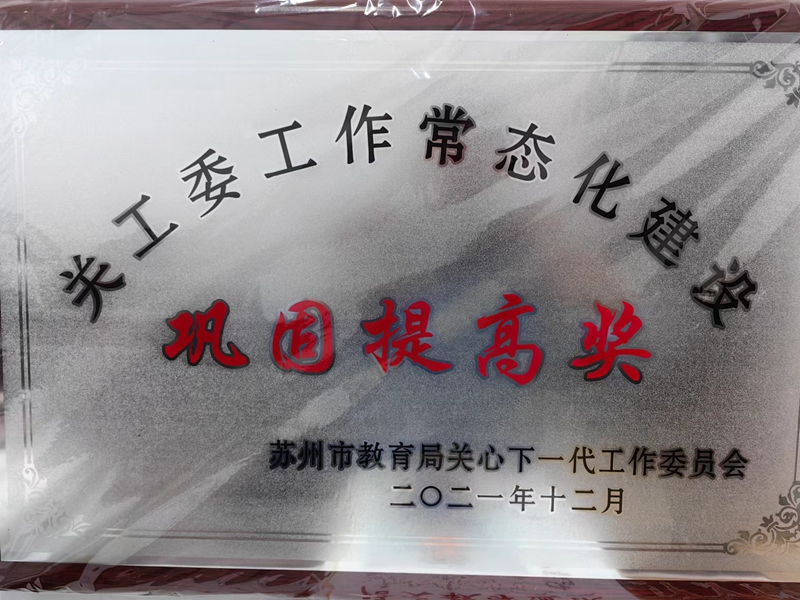 关工委工作常态化建设
巩固提高奖
苏州市教育局关心下一代工作委员会
二〇二一年十二月